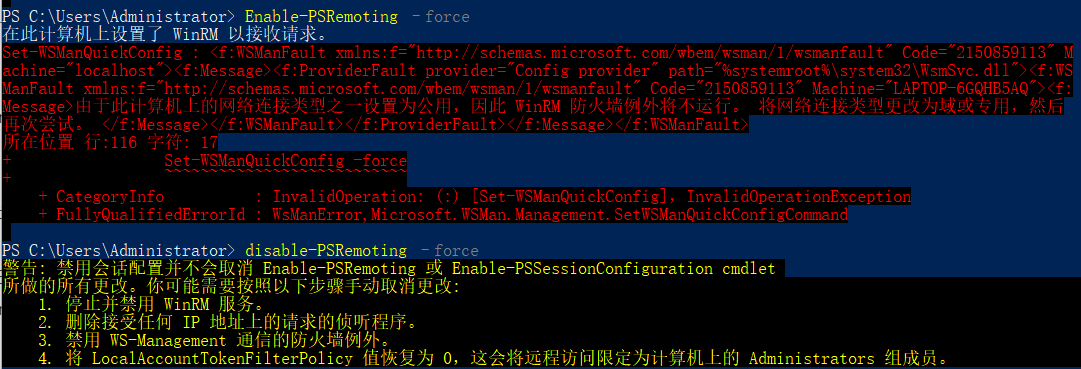 PS C:\Users\Administrator> Enable-PSRemoting –force
在此计算机上设置了 WinRM 以接收请求。
Set-WSManQuickConfig : <f:WSManFault xmlns:f="http://schemas.microsoft.com/wbem/wsman/1/wsmanfault" Code="2150859113" M
achine="localhost"><f:Message><f:ProviderFault provider="Config provider" path="%systemroot%\system32\WsmSvc.dll"><f:WS
ManFault xmlns:f="http://schemas.microsoft.com/wbem/wsman/1/wsmanfault" Code="2150859113" Machine="LAPTOP-6GQHB5AQ"><f:
Message>由于此计算机上的网络连接类型之一设置为公用，因此 WinRM 防火墙例外将不运行。 将网络连接类型更改为域或专用，然后
再次尝试。 </f:Message></f:WSManFault></f:ProviderFault></f:Message></f:WSManFault>
所在位置 行:116 字符: 17
+                 Set-WSManQuickConfig -force
+                 ~~~~~~~~~~~~~~~~~~~~~~~~~~~
    + CategoryInfo          : InvalidOperation: (:) [Set-WSManQuickConfig], InvalidOperationException
    + FullyQualifiedErrorId : WsManError,Microsoft.WSMan.Management.SetWSManQuickConfigCommand
PS C:\Users\Administrator> disable-PSRemoting –force
警告: 禁用会话配置并不会取消 Enable-PSRemoting 或 Enable-PSSessionConfiguration cmdlet
所做的所有更改。你可能需要按照以下步骤手动取消更改:
    1. 停止并禁用 WinRM 服务。
    2. 删除接受任何 IP 地址上的请求的侦听程序。
    3. 禁用 WS-Management 通信的防火墙例外。
    4. 将 LocalAccountTokenFilterPolicy 值恢复为 0，这会将远程访问限定为计算机上的 Administrators 组成员。